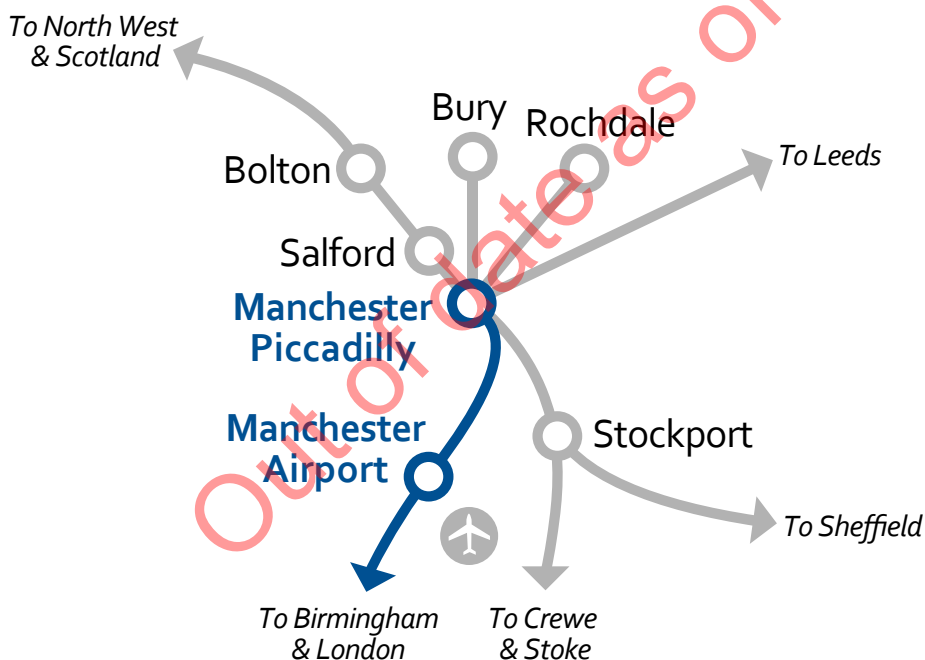 To North West
& Scotland
Bury
Rochdale
To Leeds
Bolton
Salford
Manchester
Piccadilly
Manchester
Airport
Stockport
To Sheffield
To Birmingham
& London
To Crewe
& Stoke
Out of date as of